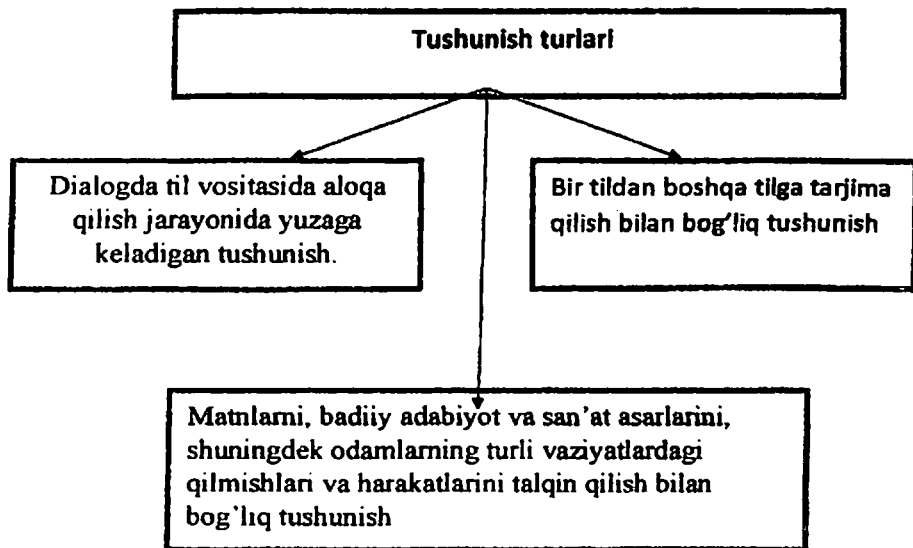 Tushunish turlari
Dialogda til vositasida aloqa
qilish jarayonida yuzaga
keladigan tushunish.
Bir tildan boshqa tilga tarjima
qilish bilan bog'liq tushunish
Matnlarni, badiiy adabiyot va san'at asarlarini,
shuningdek odamlarning turli vaziyatlardagi
qilmishlari va harakatlarini talqin qilish bilan
bog'liq tushunish